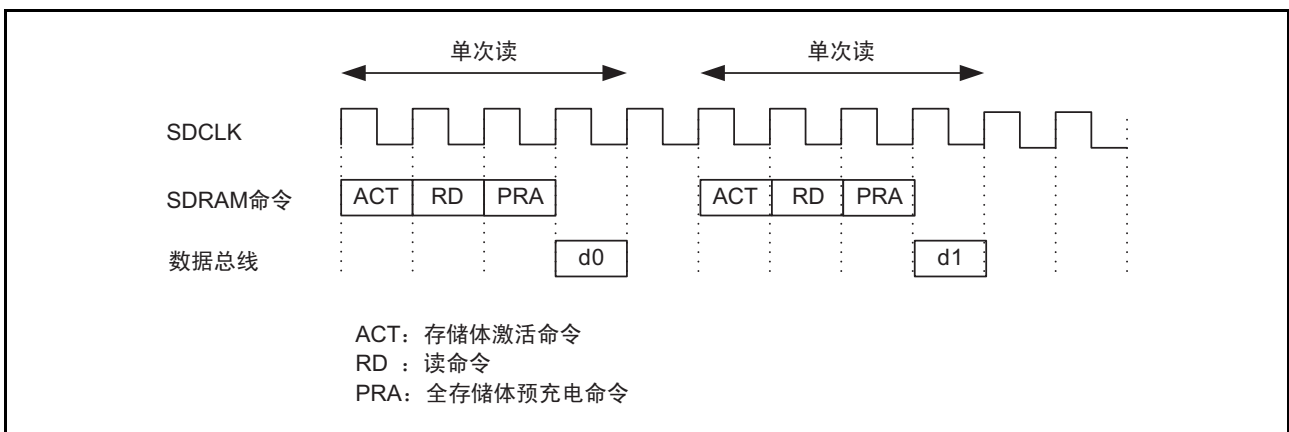 单次读 单次读
SDCLK
SDRAM命令 ACT RD PRA ACT RD PRA
数据总线 d0 d1
ACT：存储体激活命令
RD ：读命令
PRA：全存储体预充电命令